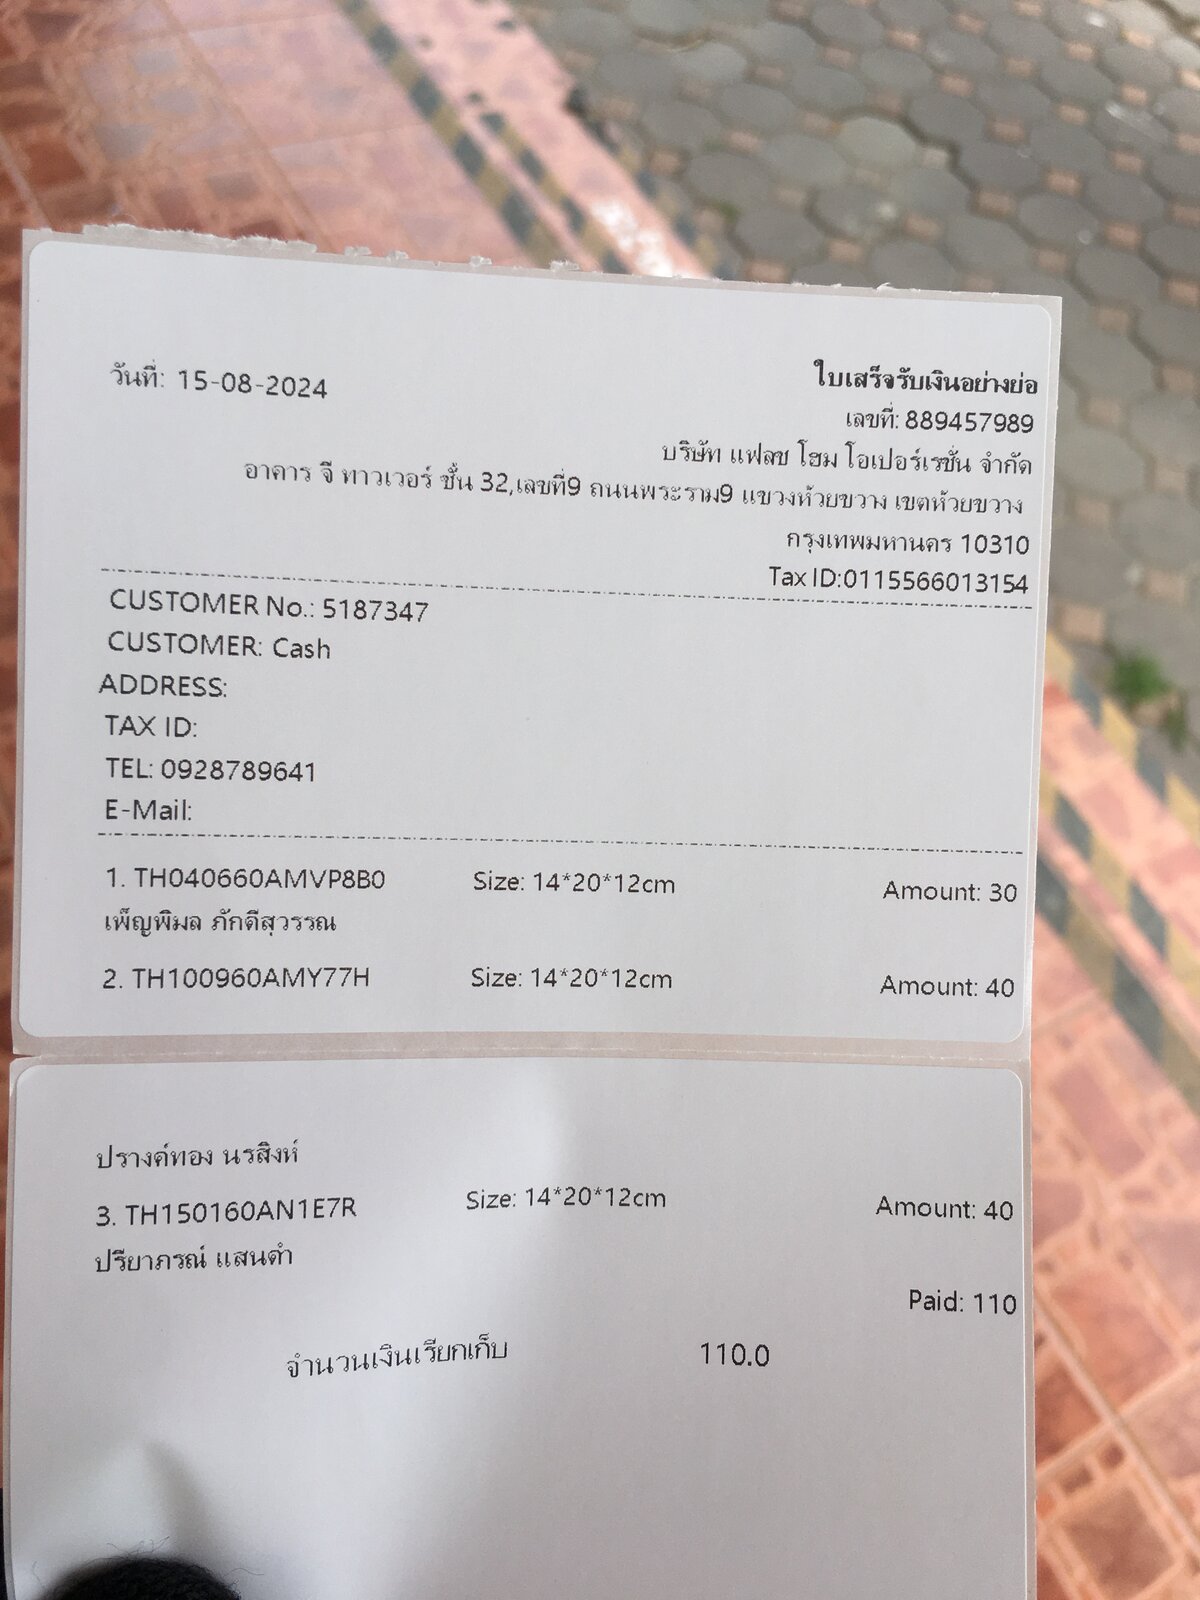 วันที่: 15-08-2024
ใบเสร็จรับเงินอย่างย่อ
เลขที่: 889457989
บริษัท แฟลช โฮม โอเปอร์เรชั่น จำกัด
อาคาร จี ทาวเวอร์ ชั้น 32,เลขที่9 ถนนพระราม9 แขวงห้วยขวาง เขตห้วยขวาง
กรุงเทพมหานคร 10310
Tax ID:0115566013154
CUSTOMER No.: 5187347
CUSTOMER: Cash
ADDRESS:
TAX ID:
TEL: 0928789641
E-Mail:
1. TH040660AMVP8B0 Size: 14*20*12cm Amount: 30
เพ็ญพิมล ภักดีสุวรรณ
2. TH100960AMY77H Size: 14*20*12cm Amount: 40
ปรางค์ทอง นรสิงห์
3. TH150160AN1E7R Size: 14*20*12cm Amount: 40
ปรียาภรณ์ แสนดำ
Paid: 110
จำนวนเงินเรียกเก็บ 110.0